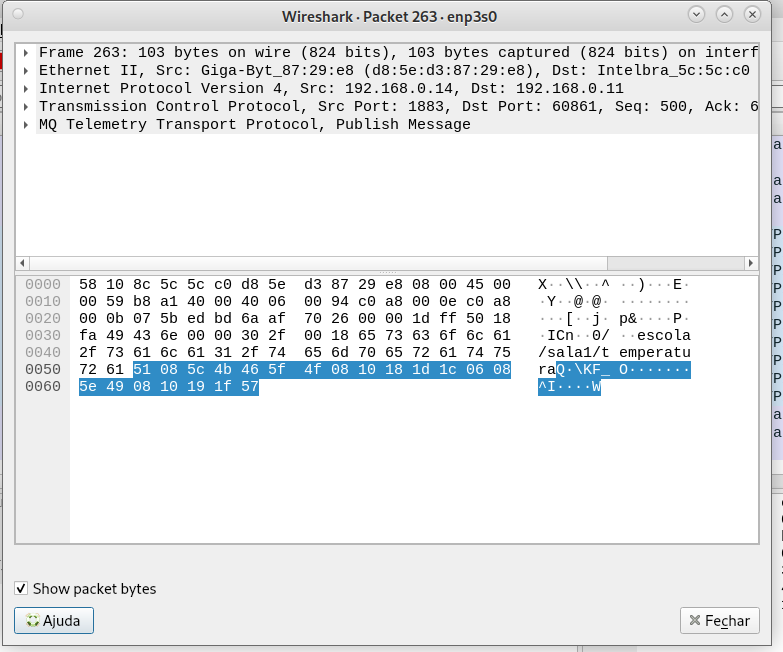 Wireshark · Packet 263 · enp3s0
Frame 263: 103 bytes on wire (824 bits), 103 bytes captured (824 bits) on interf
Ethernet II, Src: Giga-Byt_87:29:e8 (d8:5e:d3:87:29:e8), Dst: Intelbra_5c:5c:c0
Internet Protocol Version 4, Src: 192.168.0.14, Dst: 192.168.0.11
Transmission Control Protocol, Src Port: 1883, Dst Port: 60861, Seq: 500, Ack: 6
MQ Telemetry Transport Protocol, Publish Message
0000 58 10 8c 5c 5c c0 d8 5e d3 87 29 e8 08 00 45 00 X··\\··^ ··)···E·
0010 00 59 b8 a1 40 00 40 06 00 94 c0 a8 00 0e c0 a8 ·Y··@·@· ········
0020 00 0b 07 5b ed bd 6a af 70 26 00 00 1d ff 50 18 ···[··j· p&····P·
0030 fa 49 43 6e 00 00 30 2f 00 18 65 73 63 6f 6c 61 ·ICn··0/ ··escola
0040 2f 73 61 6c 61 31 2f 74 65 6d 70 65 72 61 74 75 /sala1/t emperatu
0050 72 61 51 08 5c 4b 46 5f 4f 08 10 18 1d 1c 06 08 raQ·\KF_ O·······
0060 5e 49 08 10 19 1f 57 ^I····W
Show packet bytes
Ajuda
Fechar